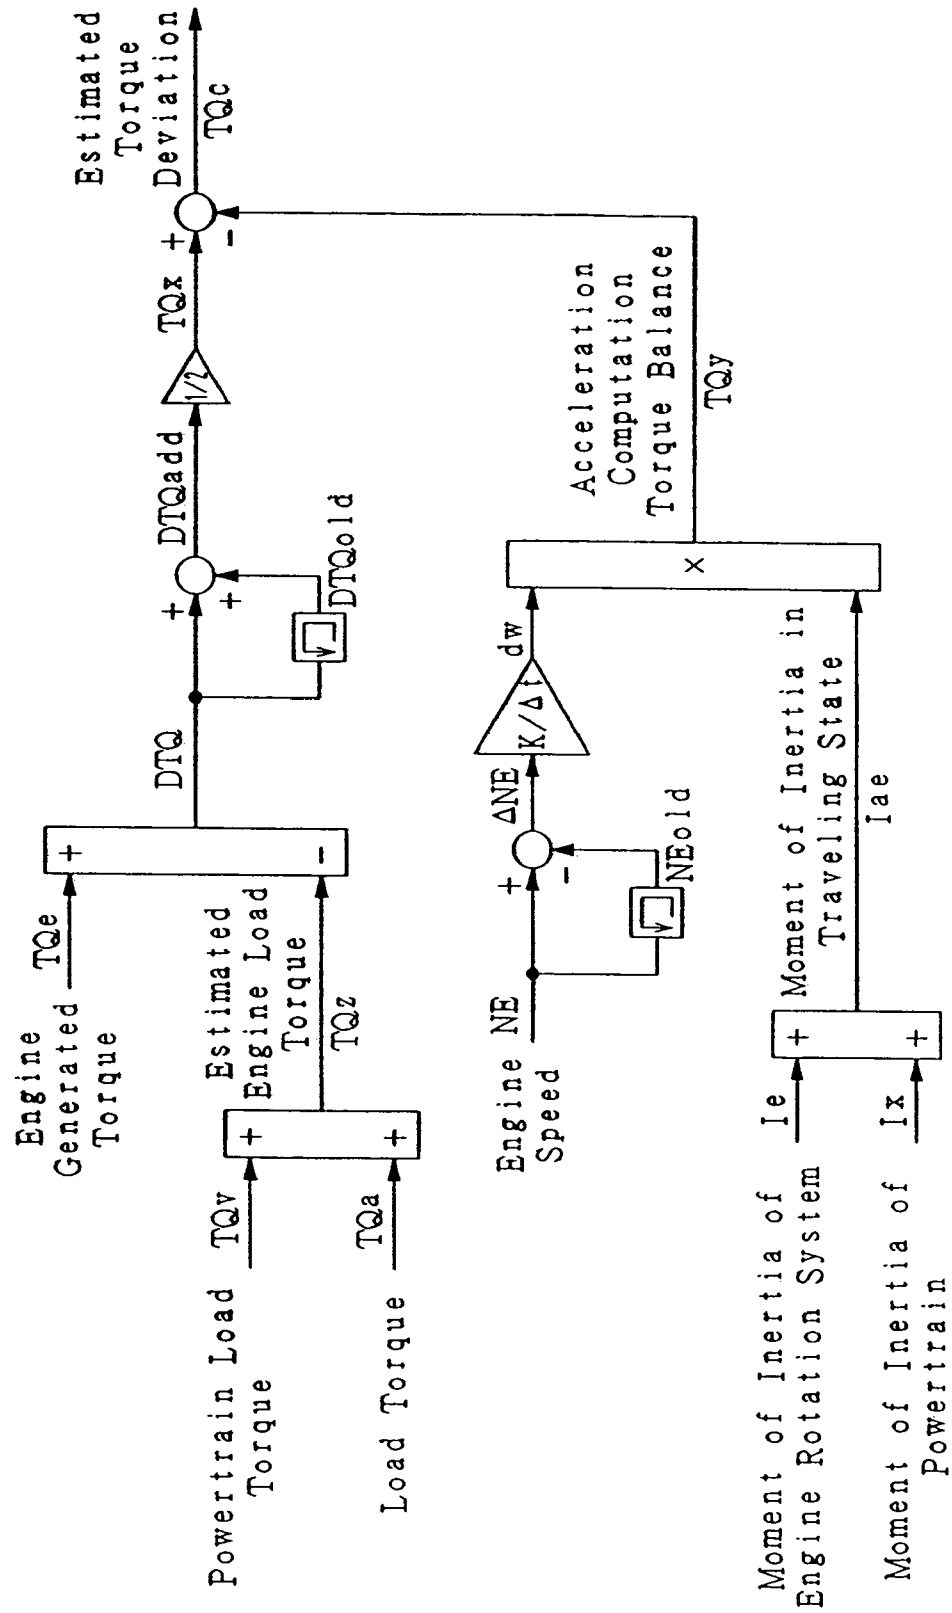 Engine
Generated
Torque
TQe
+
-
DTQ
+
+
DTQold
DTQadd
1/2
TQx
+
-
Estimated
Torque
Deviation
TQc
Powertrain Load
Torque
TQv
Load Torque
TQa
+
+
Estimated
Engine Load
Torque
TQz
Engine
Speed
NE
+
-
NEold
ΔNE
K/Δt
dw
×
Acceleration
Computation
Torque Balance
TQy
Moment of Inertia of
Engine Rotation System
Ie
Moment of Inertia of
Powertrain
Ix
+
+
Moment of Inertia in
Traveling State
Iae